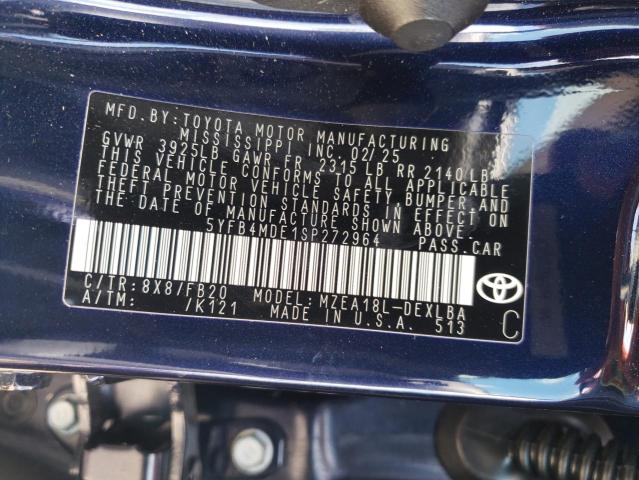 MFD.BY:TOYOTA MOTOR MANUFACTURING
MISSISSIPPI, INC. 02/25
GVWR 3925LB GAWR FR 2315 LB RR 2140 LB
THIS VEHICLE CONFORMS TO ALL APPLICABLE
FEDERAL MOTOR VEHICLE SAFETY, BUMPER, AND
THEFT PREVENTION STANDARDS IN EFFECT ON
THE DATE OF MANUFACTURE SHOWN ABOVE.
5YFB4MDE1SP272964 PASS.CAR
C/TR:8X8/FB20 MODEL:MZEA18L-DEXLBA
A/TM: /K121 MADE IN U.S.A. 513
C